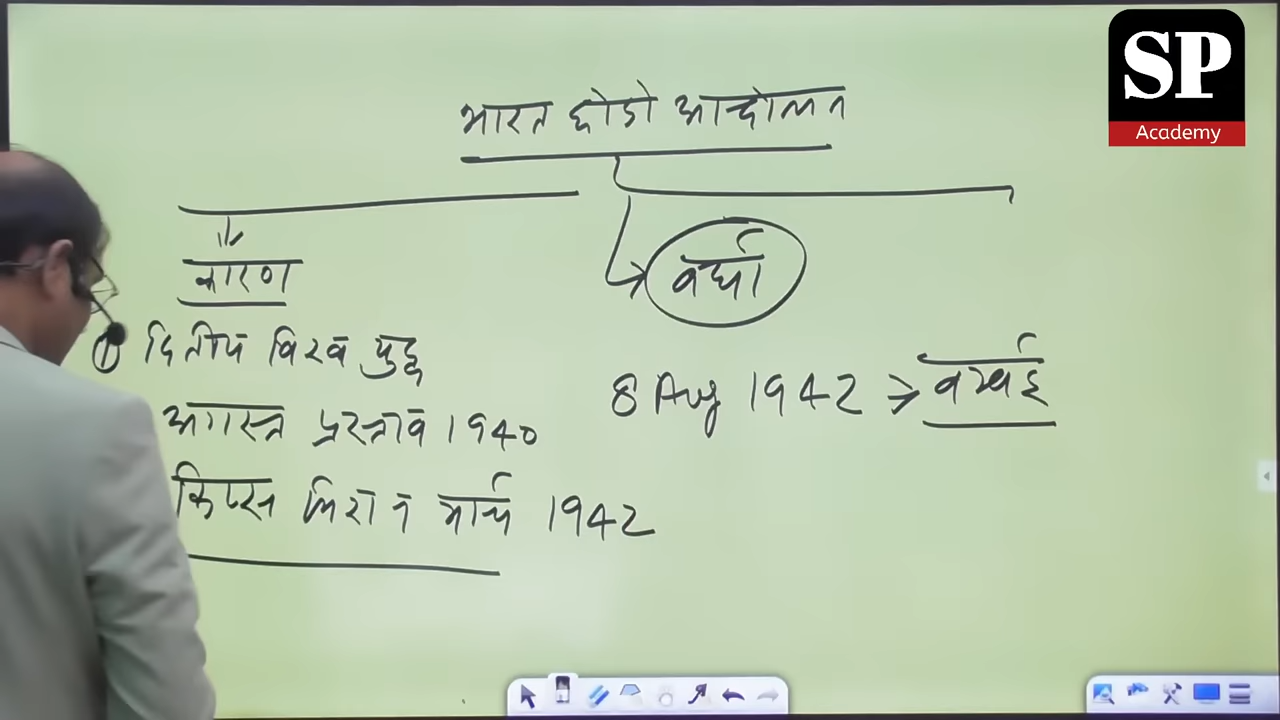 SP
Academy
भारत छोडो आन्दोलन
कारण
वर्धा
① द्वितीय विश्व युद्ध
अगस्त प्रस्ताव 1940
क्रिप्स मिशन मार्च 1942
8 Aug 1942 → बम्बई